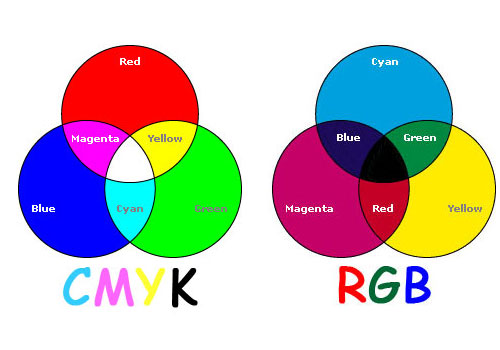 Red
Magenta
Yellow
Blue
Cyan
Green
CMYK
Cyan
Blue
Green
Magenta
Red
Yellow
RGB